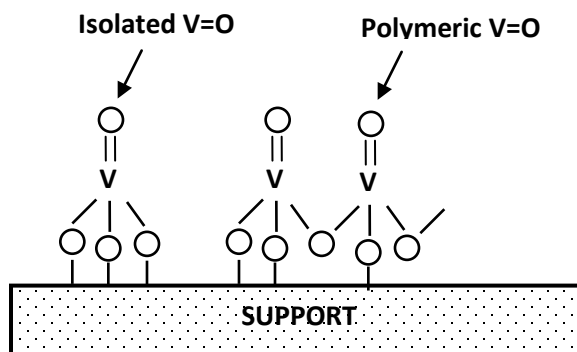 Isolated V=O
Polymeric V=O
V
V
V
SUPPORT